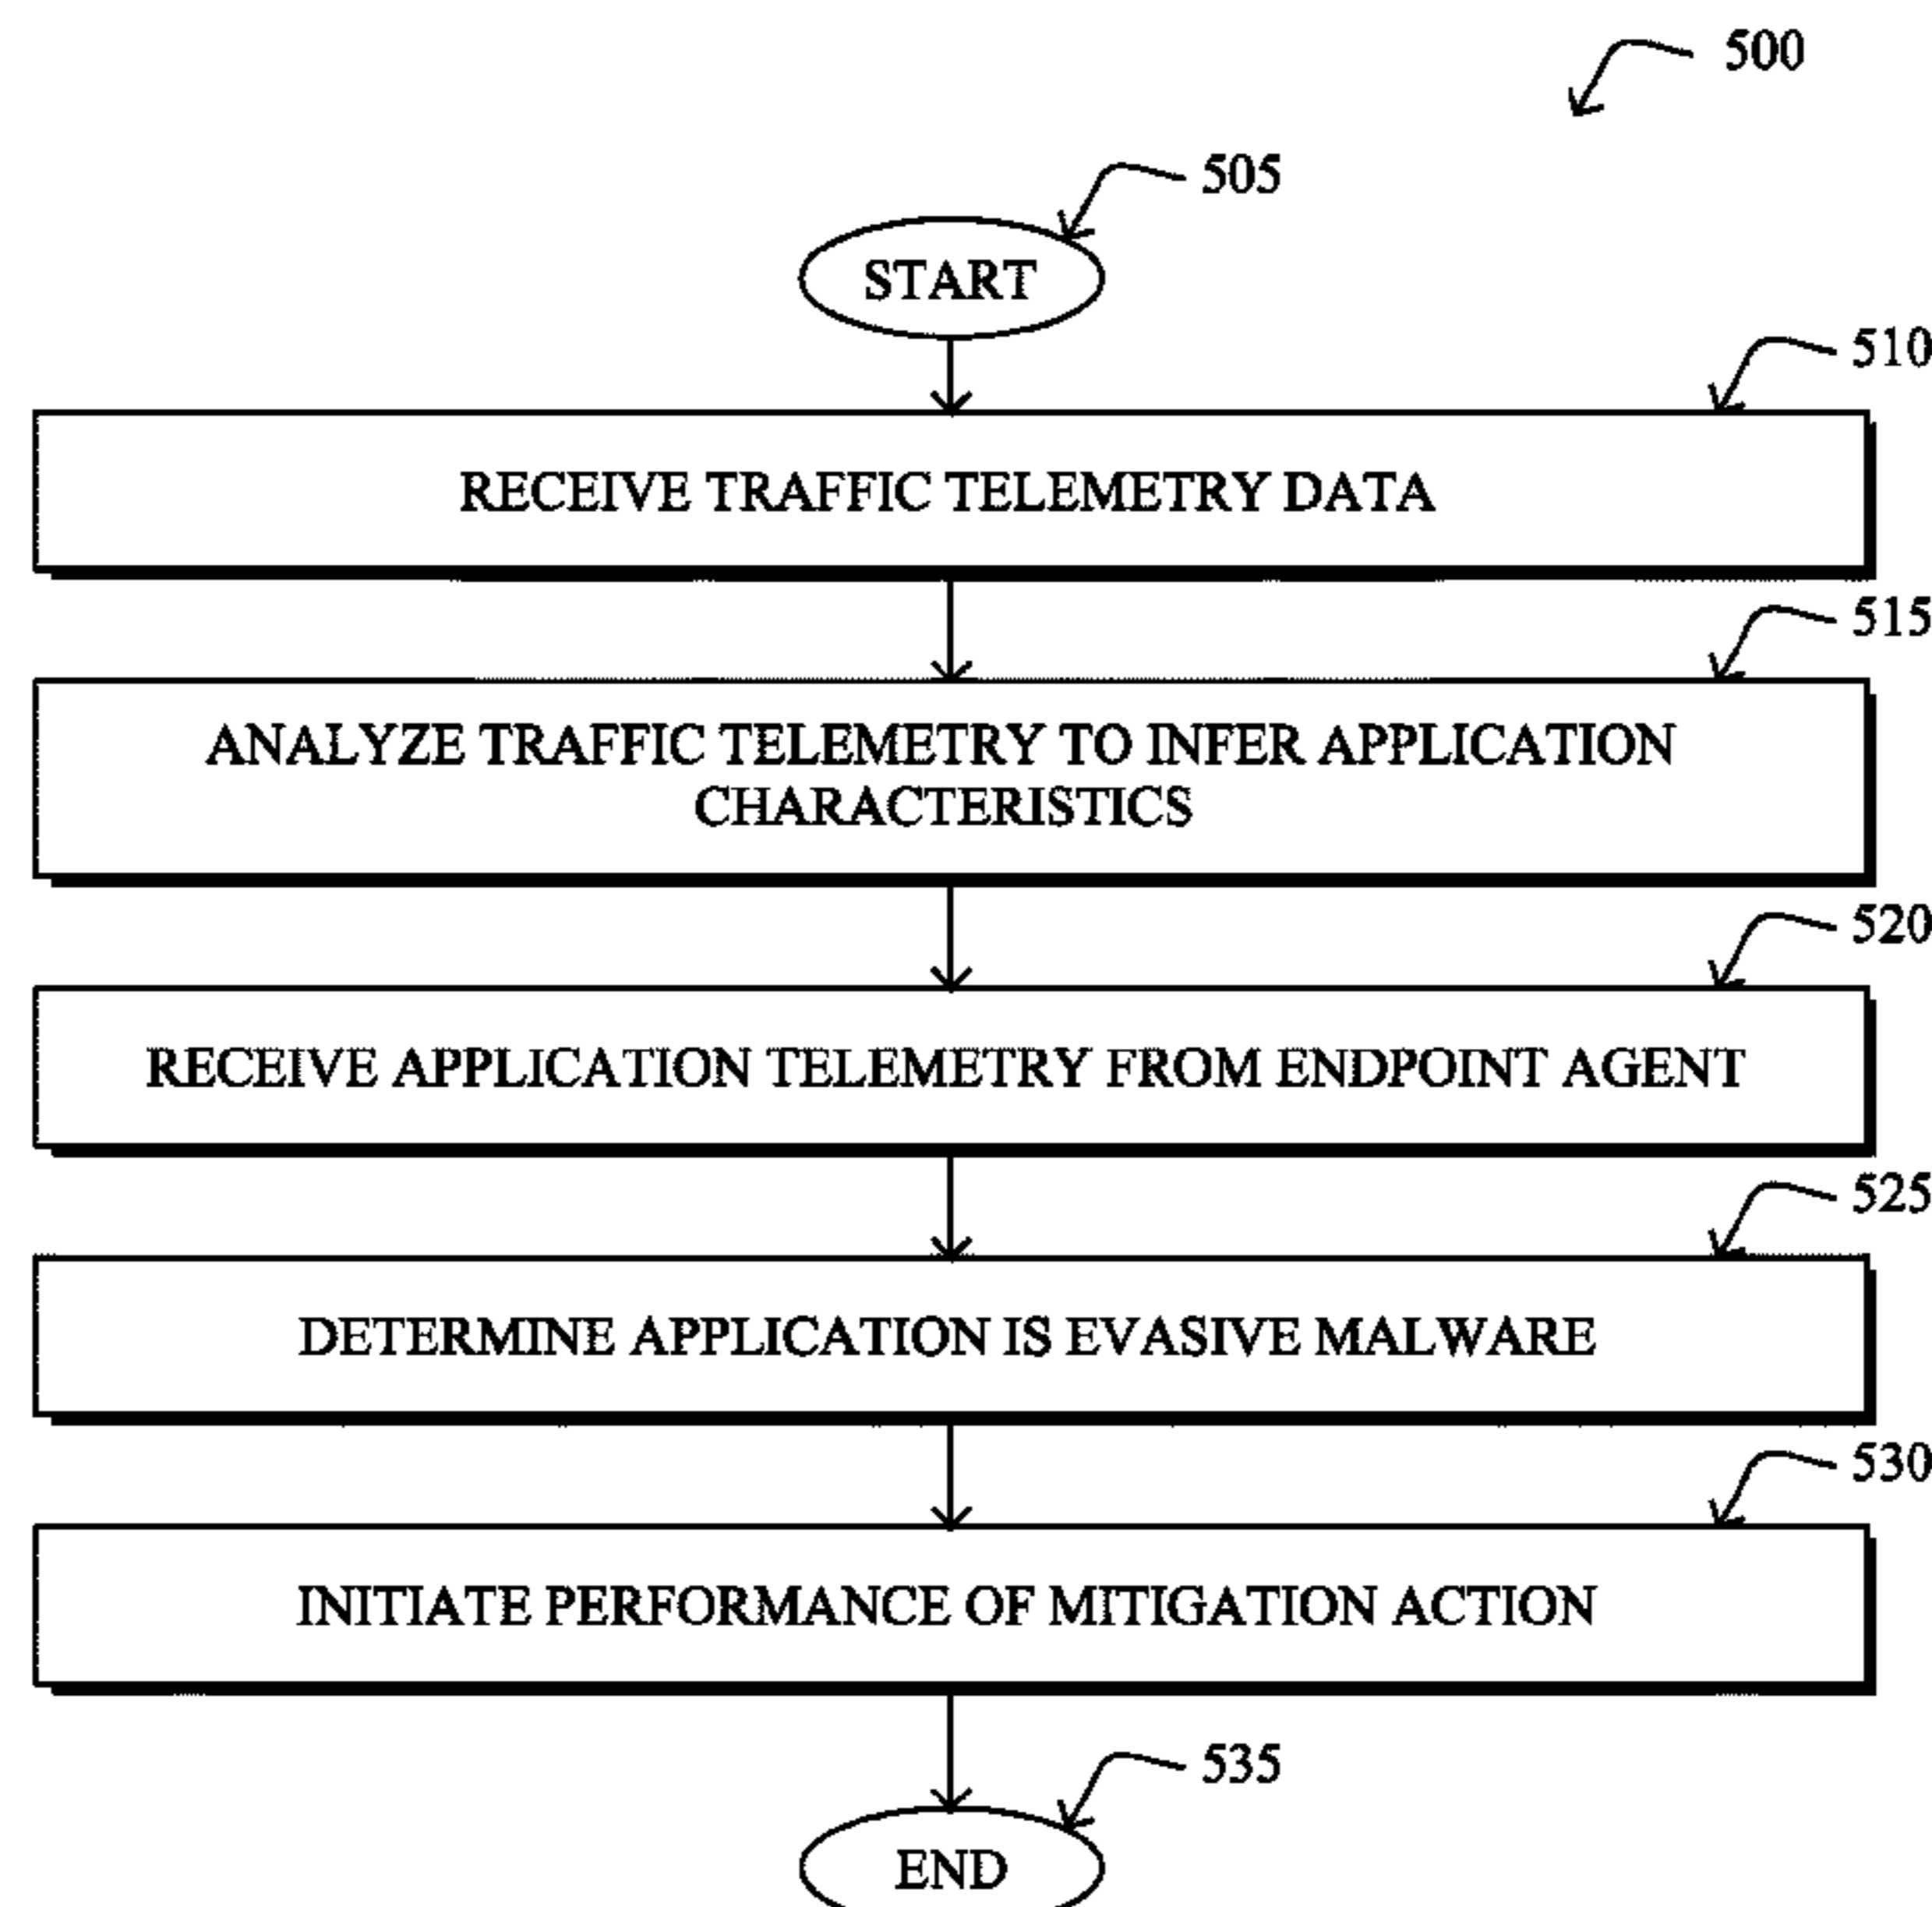 500
505
START
510
RECEIVE TRAFFIC TELEMETRY DATA
515
ANALYZE TRAFFIC TELEMETRY TO INFER APPLICATION
CHARACTERISTICS
520
RECEIVE APPLICATION TELEMETRY FROM ENDPOINT AGENT
525
DETERMINE APPLICATION IS EVASIVE MALWARE
530
INITIATE PERFORMANCE OF MITIGATION ACTION
535
END